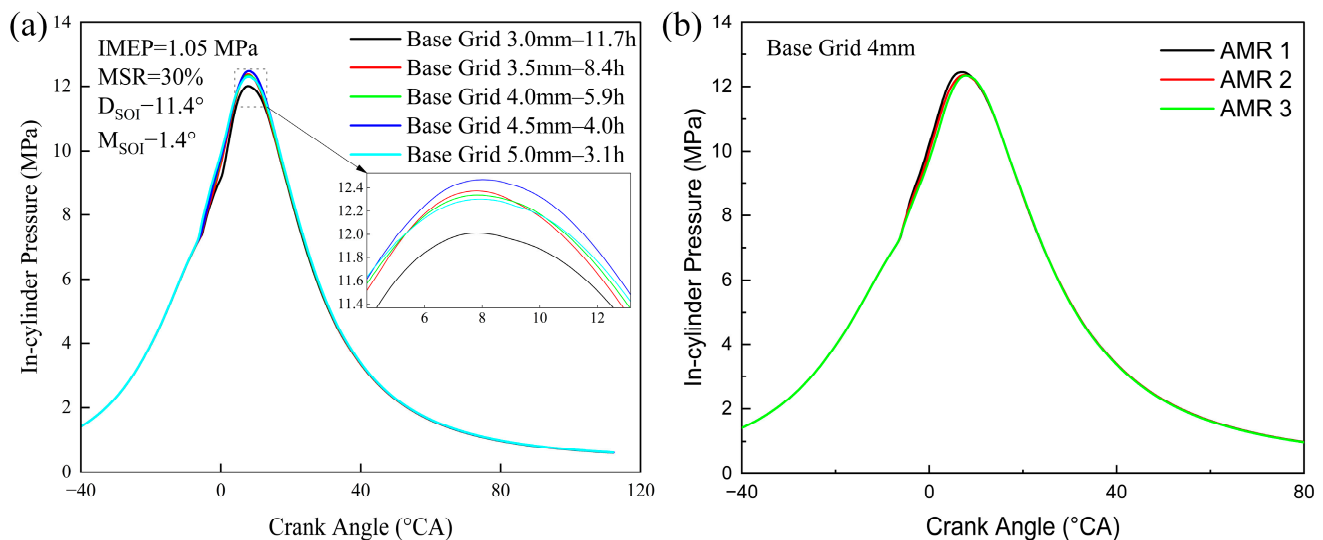 (a)
IMEP=1.05 MPa
MSR=30%
D_SOI−11.4°
M_SOI−1.4°
Base Grid 3.0mm–11.7h
Base Grid 3.5mm–8.4h
Base Grid 4.0mm–5.9h
Base Grid 4.5mm–4.0h
Base Grid 5.0mm–3.1h
In-cylinder Pressure (MPa)
14
12
10
8
6
4
2
0
−40
0
40
80
120
Crank Angle (°CA)
12.4
12.2
12.0
11.8
11.6
11.4
6
8
10
12
(b)
Base Grid 4mm
AMR 1
AMR 2
AMR 3
In-cylinder Pressure (MPa)
14
12
10
8
6
4
2
0
−40
−20
0
20
40
60
80
Crank Angle (°CA)